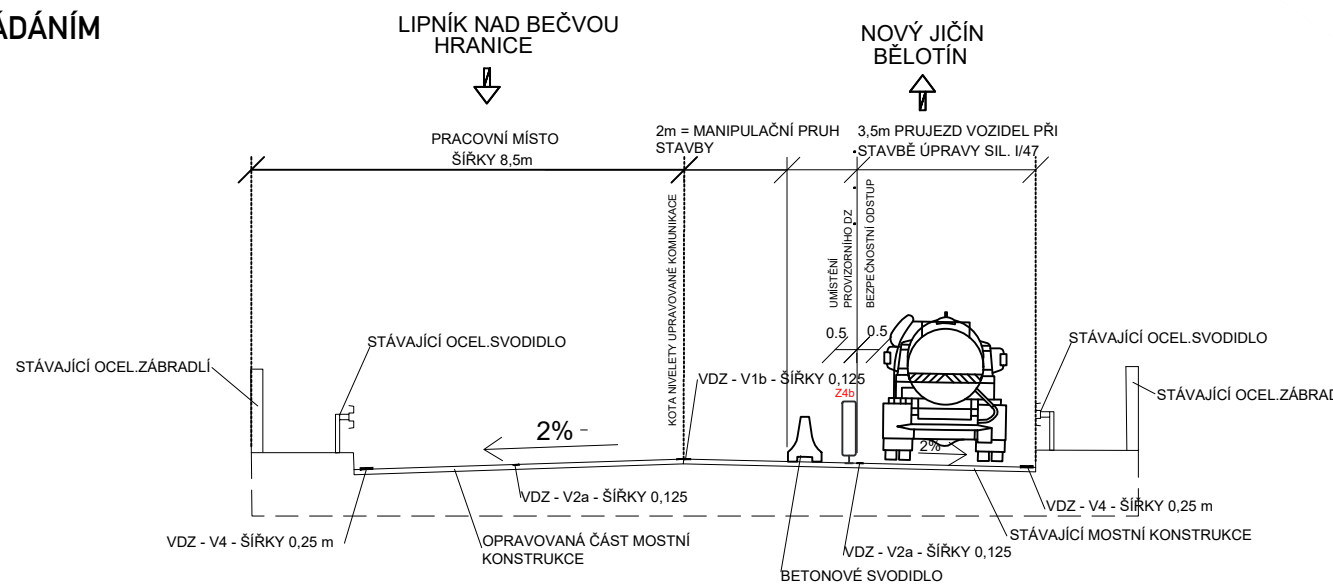 ÁDÁNÍM
LIPNÍK NAD BEČVOU
HRANICE
NOVÝ JIČÍN
BĚLOTÍN
PRACOVNÍ MÍSTO
ŠÍŘKY 8,5m
2m = MANIPULAČNÍ PRUH
STAVBY
3,5m PRUJEZD VOZIDEL PŘI
STAVBĚ ÚPRAVY SIL. I/47
KOTA NIVELETY UPRAVOVANÉ KOMUNIKACE
UMÍSTĚNÍ
PROVIZORNÍHO DZ
BEZPEČNOSTNÍ ODSTUP
0.5
0.5
STÁVAJÍCÍ OCEL.ZÁBRADLÍ
STÁVAJÍCÍ OCEL.SVODIDLO
VDZ - V1b - ŠÍŘKY 0,125
Z4b
STÁVAJÍCÍ OCEL.SVODIDLO
STÁVAJÍCÍ OCEL.ZÁBRAD
2%
2%
VDZ - V4 - ŠÍŘKY 0,25 m
VDZ - V2a - ŠÍŘKY 0,125
OPRAVOVANÁ ČÁST MOSTNÍ
KONSTRUKCE
BETONOVÉ SVODIDLO
VDZ - V2a - ŠÍŘKY 0,125
VDZ - V4 - ŠÍŘKY 0,25 m
STÁVAJÍCÍ MOSTNÍ KONSTRUKCE